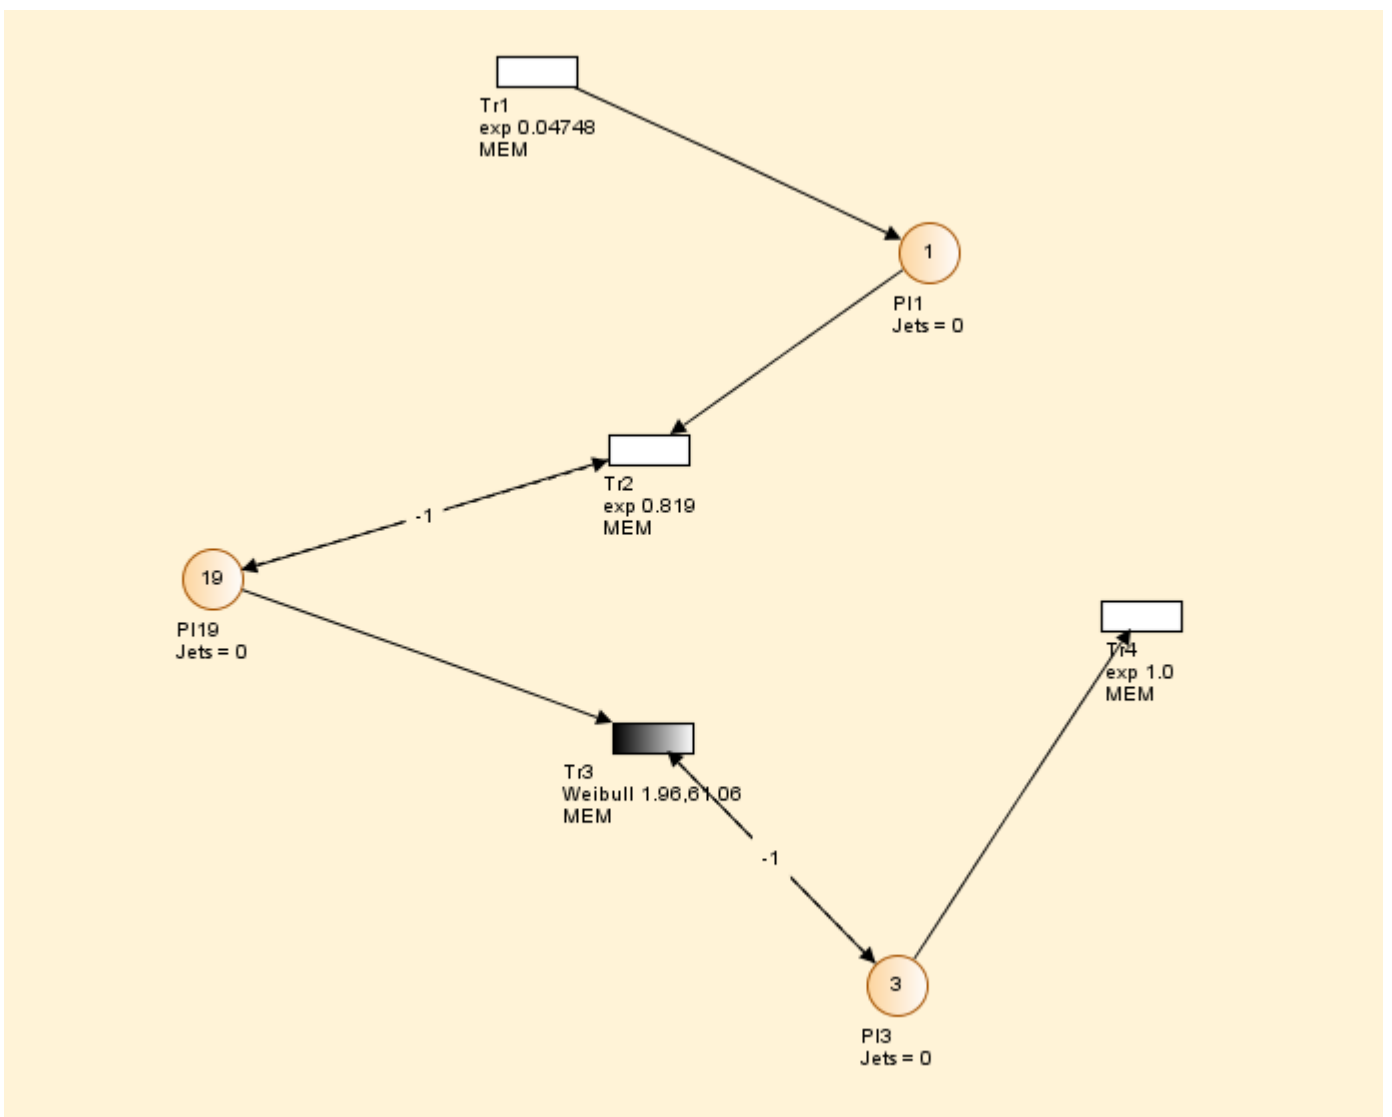 Tr1
exp 0.04748
MEM
1
Pl1
Jets = 0
Tr2
exp 0.819
MEM
-1
19
Pl19
Jets = 0
Tr4
exp 1.0
MEM
Tr3
Weibull 1.96,61.06
MEM
-1
3
Pl3
Jets = 0